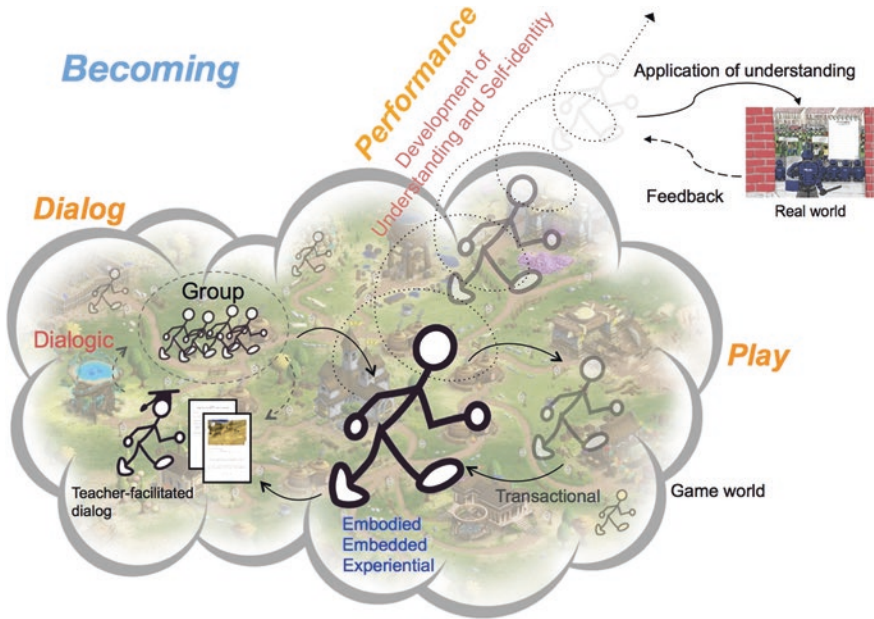 Becoming
Performance
Development of
Understanding and Self-identity
Application of understanding
Feedback
Real world
Dialog
Group
Dialogic
Play
Teacher-facilitated
dialog
Transactional
Game world
Embodied
Embedded
Experiential